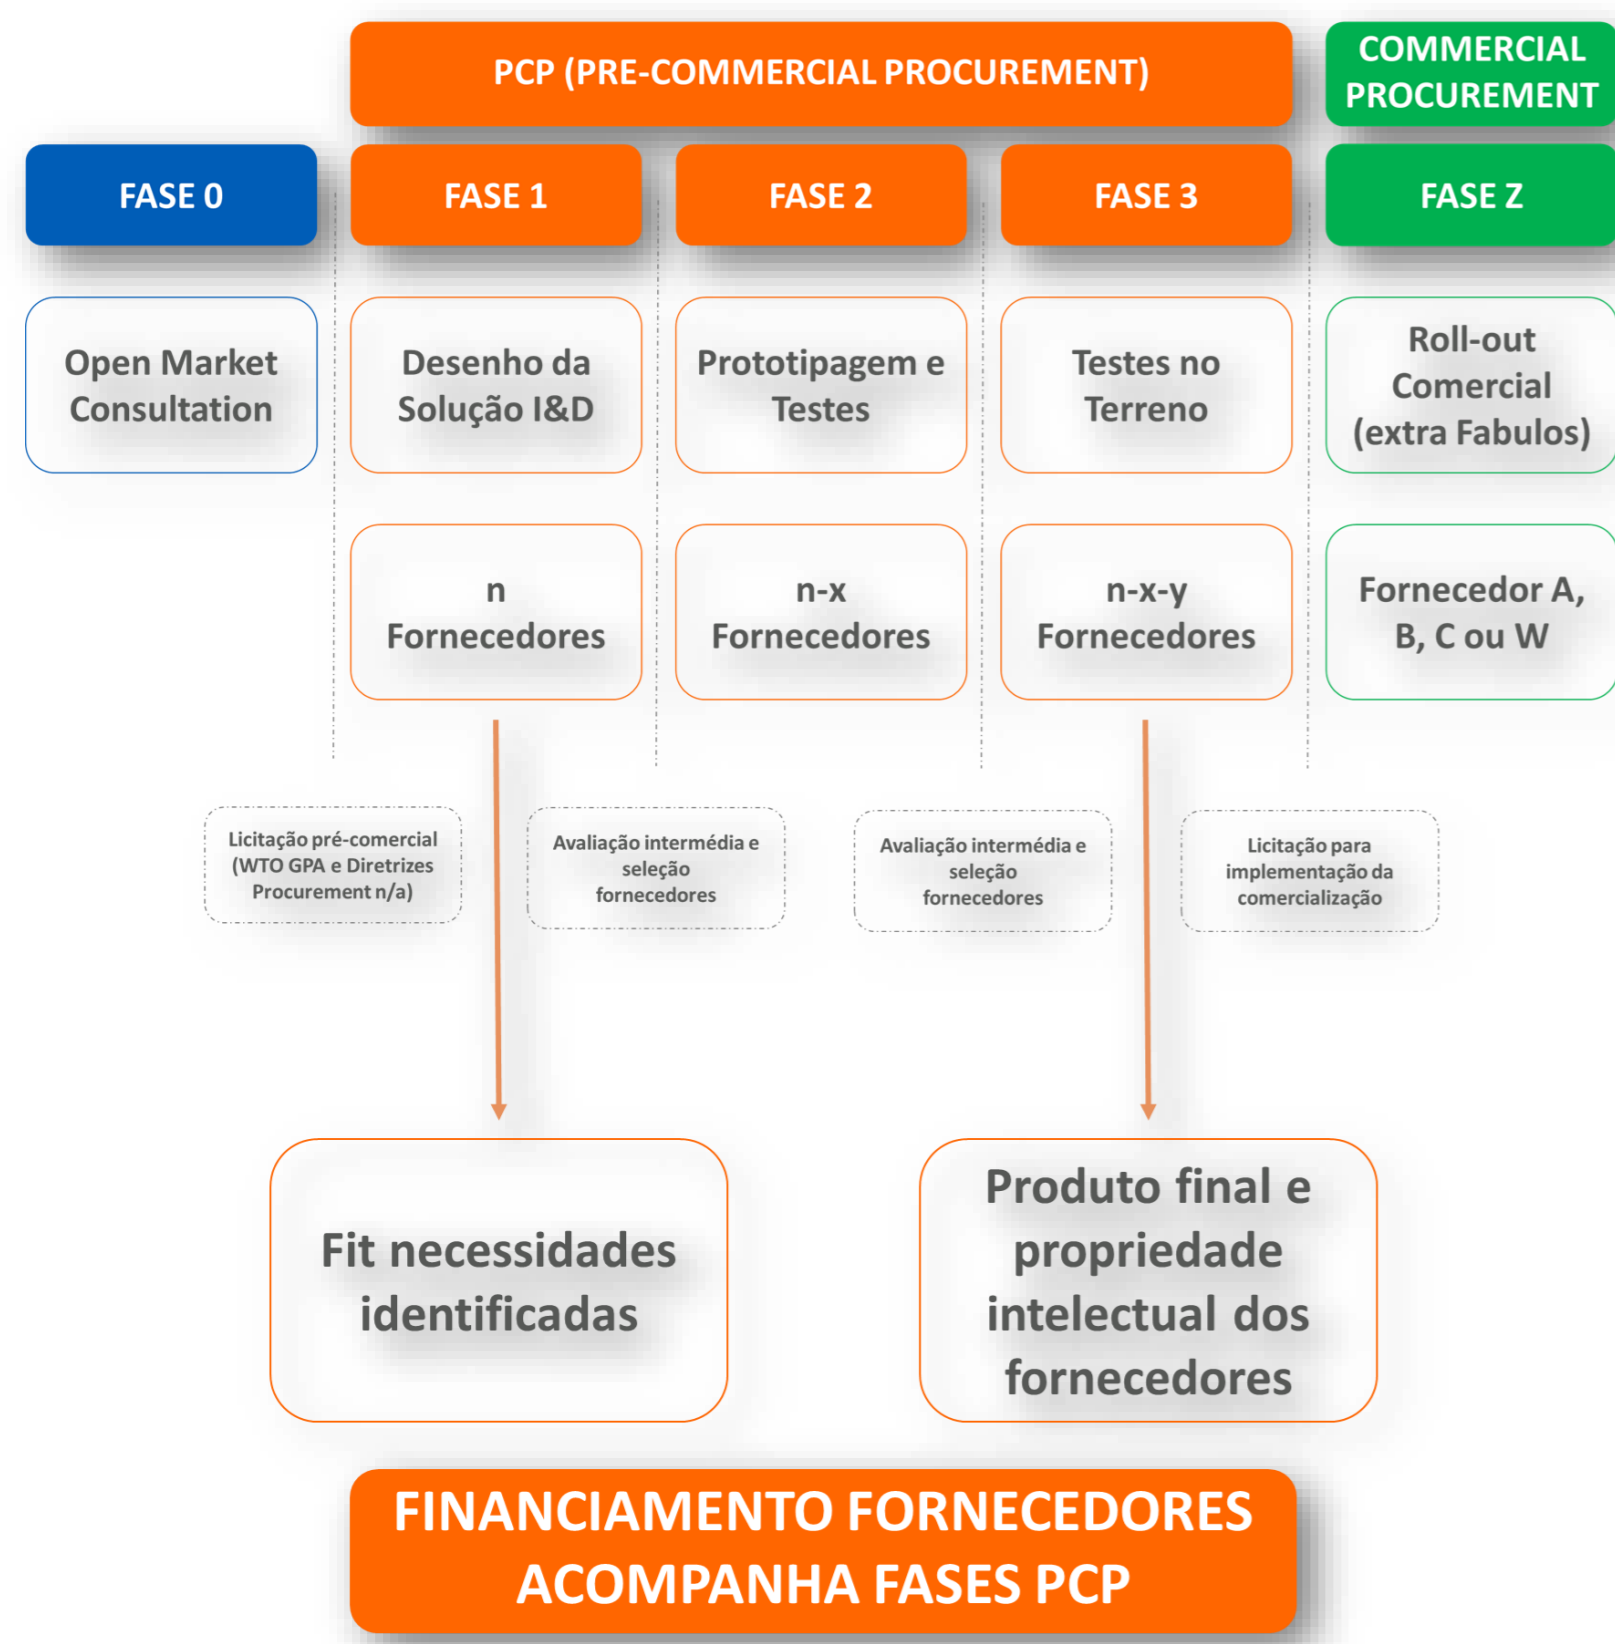 PCP (PRE-COMMERCIAL PROCUREMENT)
COMMERCIAL
PROCUREMENT
FASE 0
FASE 1
FASE 2
FASE 3
FASE Z
Open Market
Consultation
Desenho da
Solução I&D
Prototipagem e
Testes
Testes no
Terreno
Roll-out
Comercial
(extra Fabulos)
n
Fornecedores
n-x
Fornecedores
n-x-y
Fornecedores
Fornecedor A,
B, C ou W
Licitação pré-comercial
(WTO GPA e Diretrizes
Procurement n/a)
Avaliação intermédia e
seleção
fornecedores
Avaliação intermédia e
seleção
fornecedores
Licitação para
implementação da
comercialização
Fit necessidades
identificadas
Produto final e
propriedade
intelectual dos
fornecedores
FINANCIAMENTO FORNECEDORES
ACOMPANHA FASES PCP